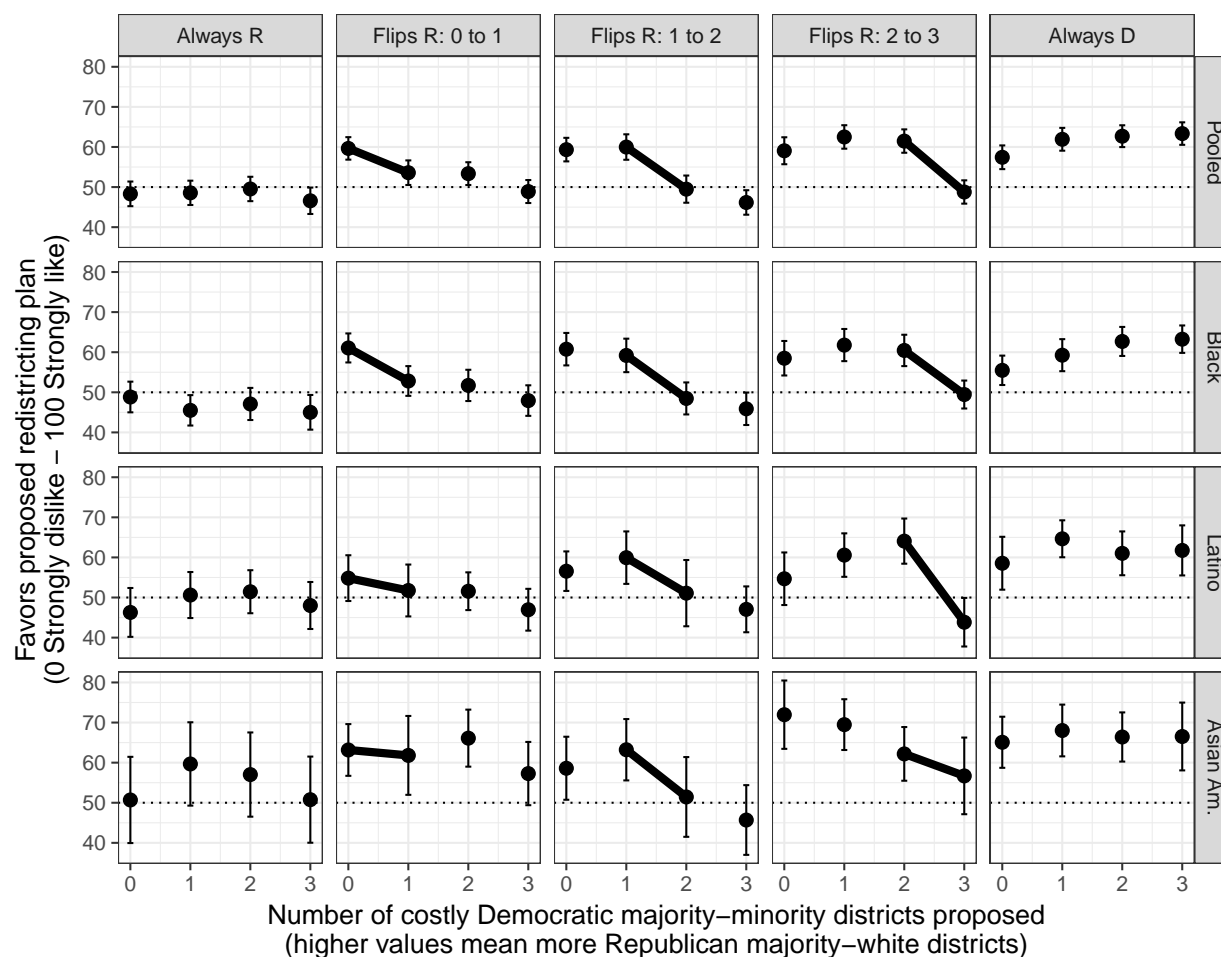 Always R
Flips R: 0 to 1
Flips R: 1 to 2
Flips R: 2 to 3
Always D
80
70
60
50
40
Pooled
80
70
60
50
40
Black
80
70
60
50
40
Latino
80
70
60
50
40
Asian Am.
Favors proposed redistricting plan
(0 Strongly dislike − 100 Strongly like)
0 1 2 3
0 1 2 3
0 1 2 3
0 1 2 3
0 1 2 3
Number of costly Democratic majority−minority districts proposed
(higher values mean more Republican majority−white districts)